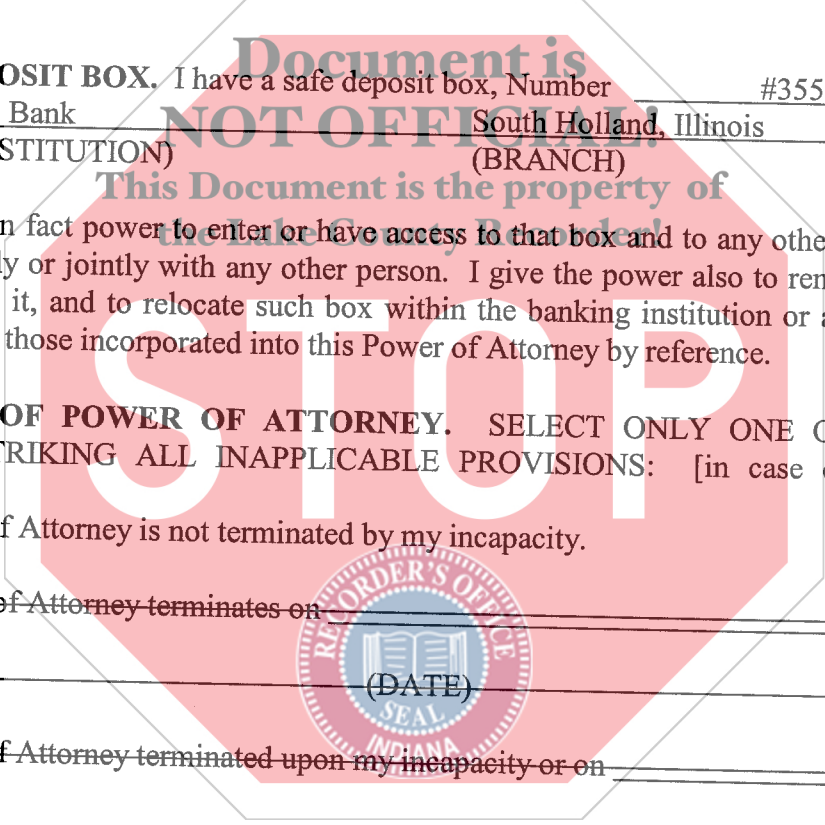 Document is
OSIT BOX. I have a safe deposit box, Number #355
NOT OFFICIAL!
Bank South Holland, Illinois
STITUTION) (BRANCH)
This Document is the property of
the Lake County Recorder!
n fact power to enter or have access to that box and to any othe
ly or jointly with any other person. I give the power also to ren
it, and to relocate such box within the banking institution or a
those incorporated into this Power of Attorney by reference.
STOP
OF POWER OF ATTORNEY. SELECT ONLY ONE O
TRIKING ALL INAPPLICABLE PROVISIONS: [in case
f Attorney is not terminated by my incapacity.
of Attorney terminates on
RECORDER'S OFFICE
(DATE)
SEAL
INDIANA
f Attorney terminated upon my incapacity or on